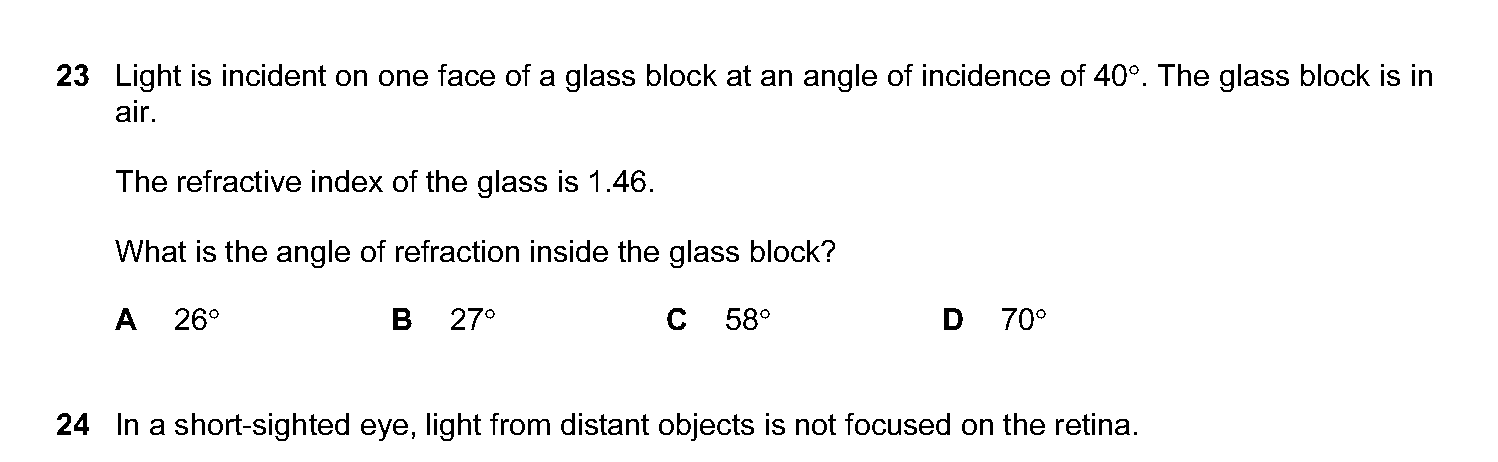 23 Light is incident on one face of a glass block at an angle of incidence of 40°. The glass block is in
air.
The refractive index of the glass is 1.46.
What is the angle of refraction inside the glass block?
A 26° B 27° C 58° D 70°
24 In a short-sighted eye, light from distant objects is not focused on the retina.